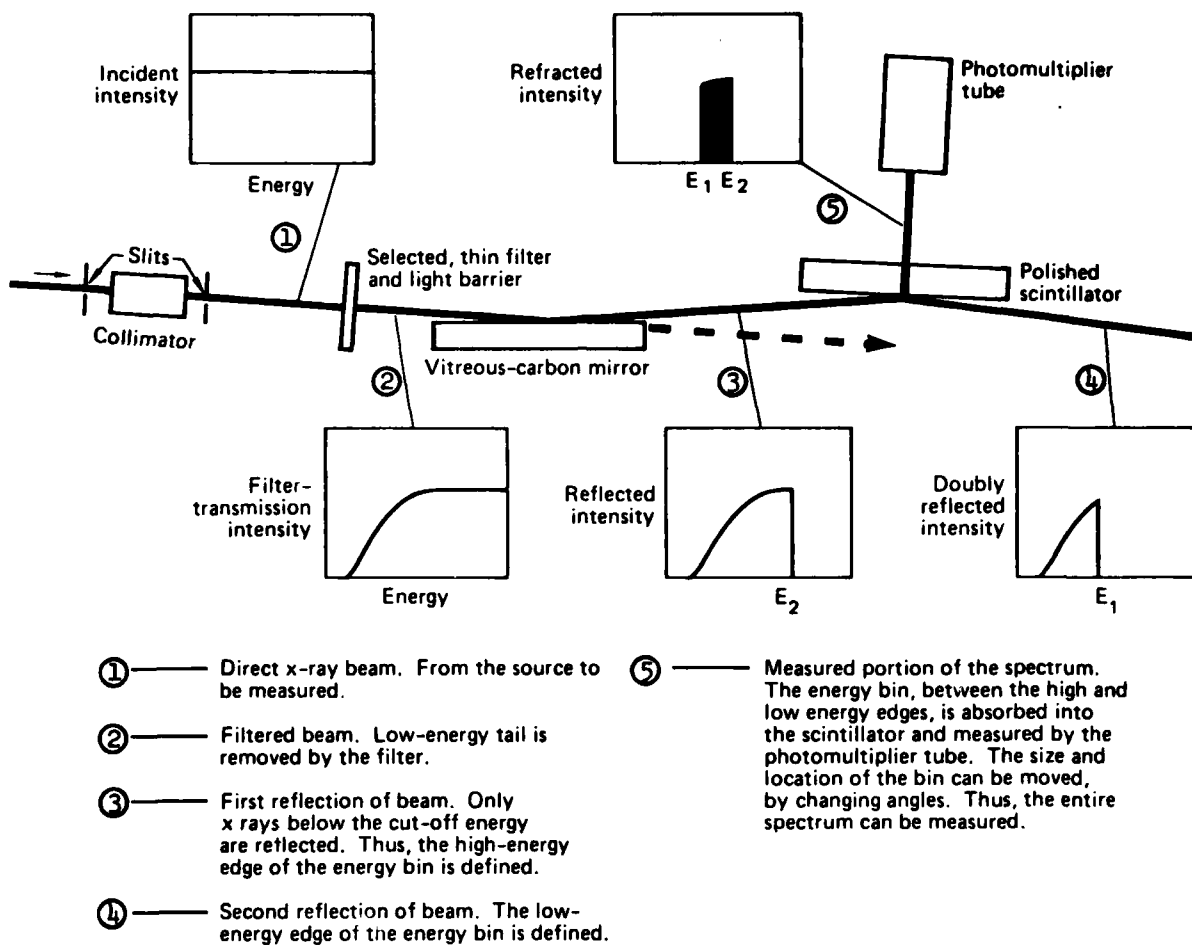 Incident
intensity
Energy
Refracted
intensity
E1 E2
Photomultiplier
tube
①
⑤
Slits
Collimator
Selected, thin filter
and light barrier
Polished
scintillator
Vitreous-carbon mirror
②
③
④
Filter-
transmission
intensity
Energy
Reflected
intensity
E2
Doubly
reflected
intensity
E1
① Direct x-ray beam. From the source to
be measured.
② Filtered beam. Low-energy tail is
removed by the filter.
③ First reflection of beam. Only
x rays below the cut-off energy
are reflected. Thus, the high-energy
edge of the energy bin is defined.
④ Second reflection of beam. The low-
energy edge of the energy bin is defined.
⑤ Measured portion of the spectrum.
The energy bin, between the high and
low energy edges, is absorbed into
the scintillator and measured by the
photomultiplier tube. The size and
location of the bin can be moved,
by changing angles. Thus, the entire
spectrum can be measured.